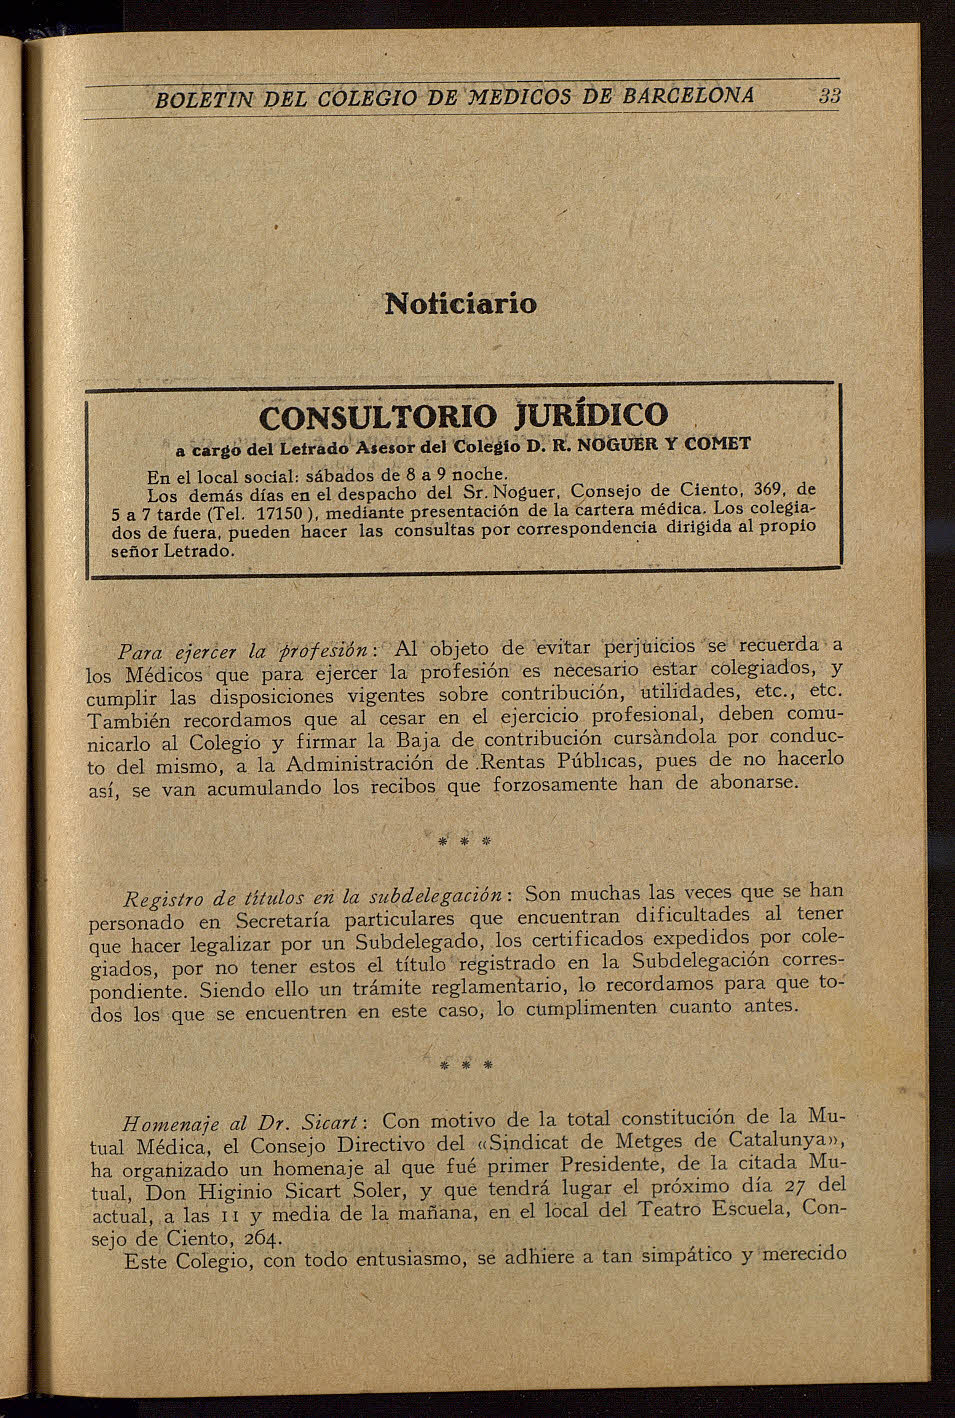 BOLETIN DEL COLEGIO DE MEDICOS DE BARCELONA 33
Noticiario
CONSULTORIO JURÍDICO
a cargo del Letrado Asesor del Colegio D. R. NOGUER Y COMET
En el local social: sábados de 8 a 9 noche.
Los demás días en el despacho del Sr. Noguer, Consejo de Ciento, 369, de
5 a 7 tarde (Tel. 17150), mediante presentación de la cartera médica. Los colegia-
dos de fuera, pueden hacer las consultas por correspondencia dirigida al propio
señor Letrado.
Para ejercer la profesión: Al objeto de evitar perjuicios se recuerda a
los Médicos que para ejercer la profesión es necesario estar colegiados, y
cumplir las disposiciones vigentes sobre contribución, utilidades, etc., etc.
También recordamos que al cesar en el ejercicio profesional, deben comu-
nicarlo al Colegio y firmar la Baja de contribución cursàndola por conduc-
to del mismo, a la Administración de Rentas Públicas, pues de no hacerlo
así, se van acumulando los recibos que forzosamente han de abonarse.
* * *
Registro de títulos en la subdelegación: Son muchas las veces que se han
personado en Secretaría particulares que encuentran dificultades al tener
que hacer legalizar por un Subdelegado, los certificados expedidos por cole-
giados, por no tener estos el título registrado en la Subdelegación corres-
pondiente. Siendo ello un trámite reglamentario, lo recordamos para que to-
dos los que se encuentren en este caso, lo cumplimenten cuanto antes.
* * *
Homenaje al Dr. Sicart: Con motivo de la total constitución de la Mu-
tual Médica, el Consejo Directivo del «Sindicat de Metges de Catalunya»,
ha organizado un homenaje al que fué primer Presidente, de la citada Mu-
tual, Don Higinio Sicart Soler, y que tendrá lugar el próximo día 27 del
actual, a las 11 y media de la mañana, en el local del Teatro Escuela, Con-
sejo de Ciento, 264.
Este Colegio, con todo entusiasmo, se adhiere a tan simpático y merecido